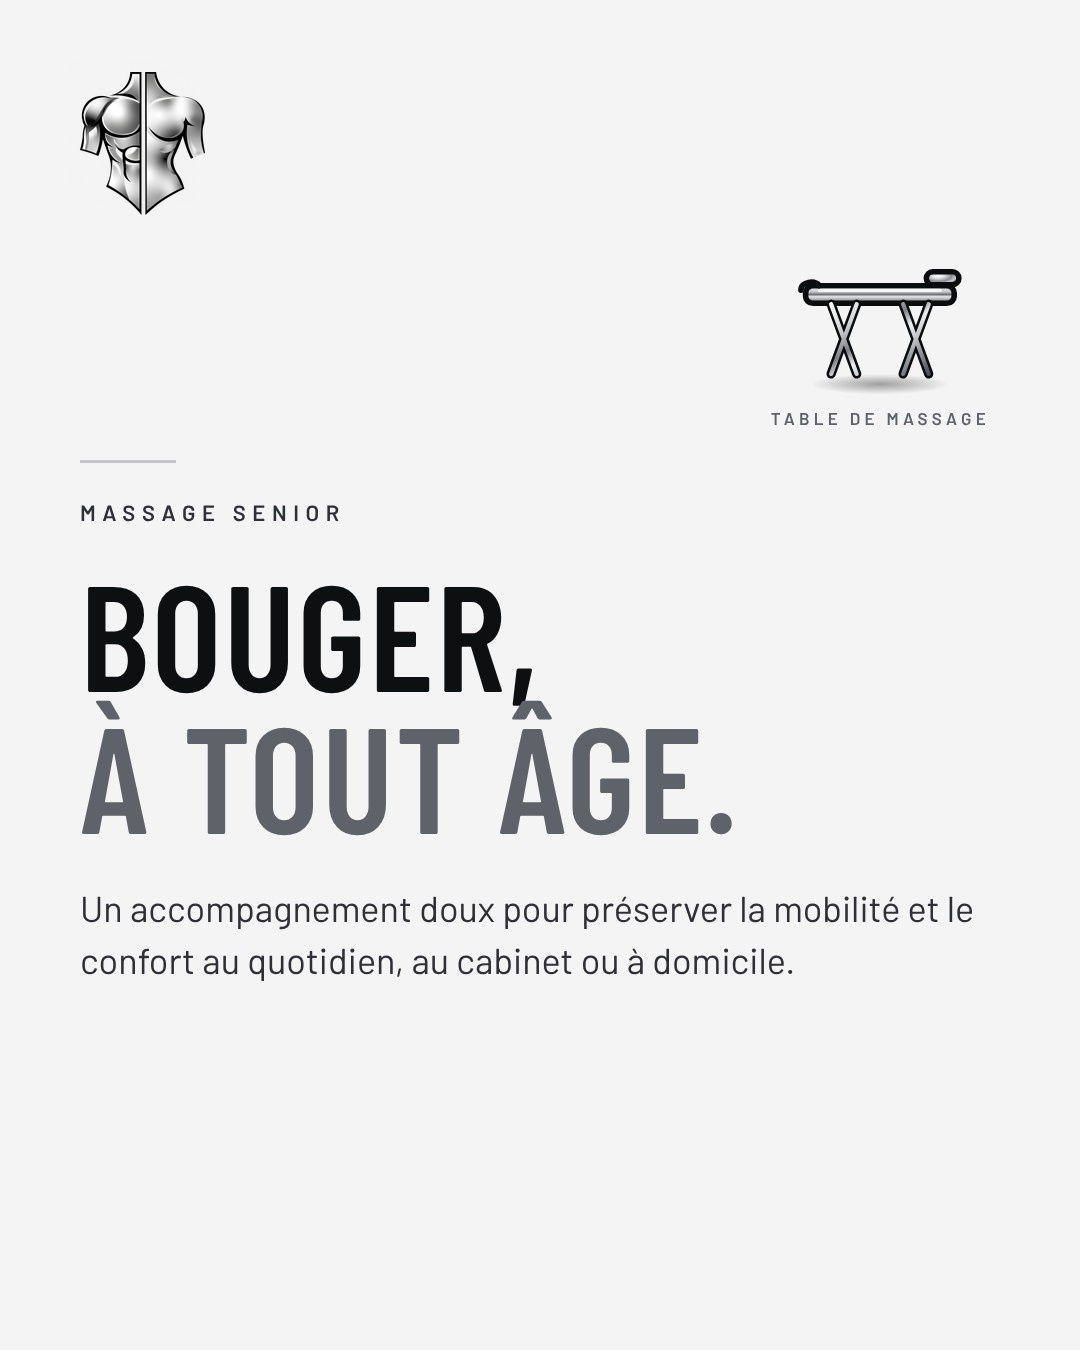 TABLE DE MASSAGE
MASSAGE SENIOR
BOUGER,
À TOUT ÂGE.
Un accompagnement doux pour préserver la mobilité et le
confort au quotidien, au cabinet ou à domicile.